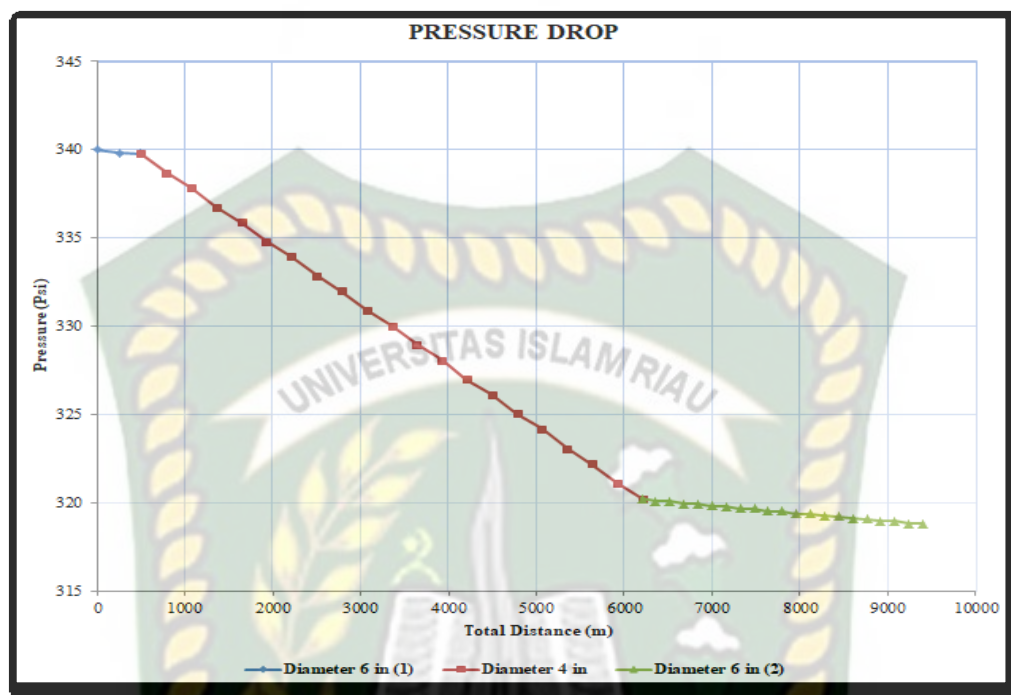 PRESSURE DROP
345
340
335
330
325
320
315
Pressure (Psi)
UNIVERSITAS ISLAM RIAU
0 1000 2000 3000 4000 5000 6000 7000 8000 9000 10000
Total Distance (m)
Diameter 6 in (1) Diameter 4 in Diameter 6 in (2)